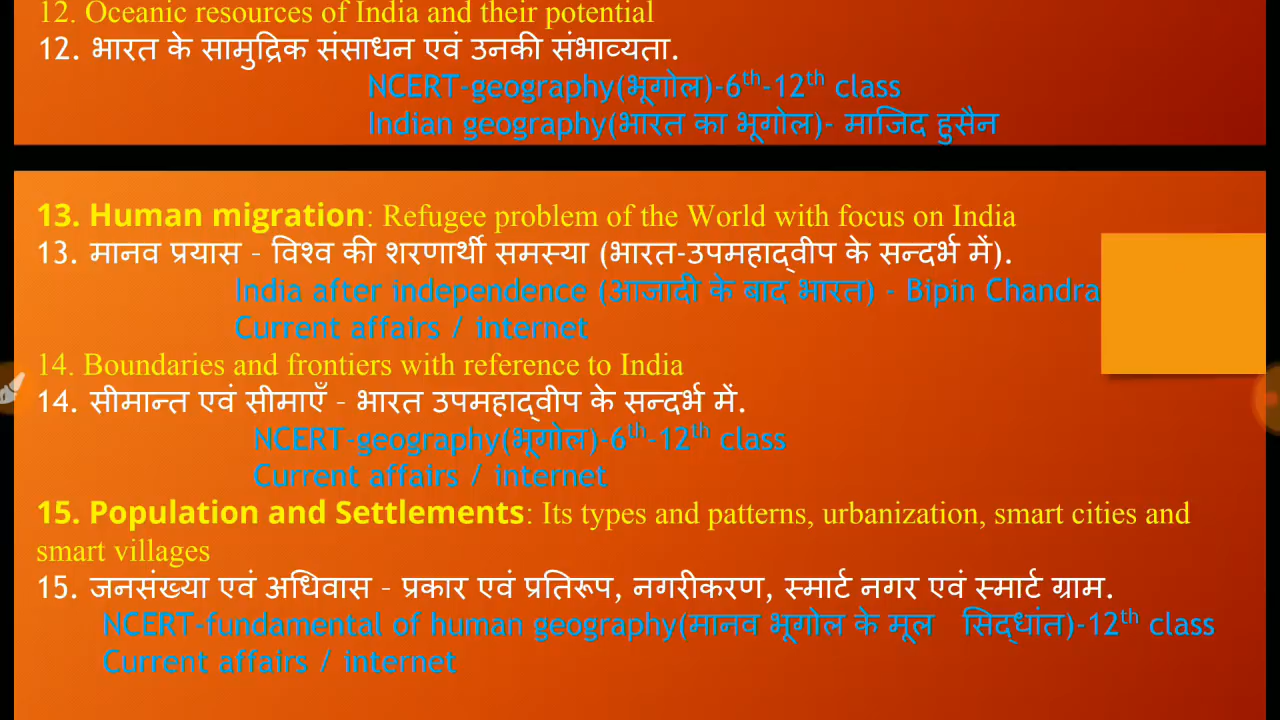 12. Oceanic resources of India and their potential
12. भारत के सामुद्रिक संसाधन एवं उनकी संभाव्यता.
NCERT-geography(भूगोल)-6th-12th class
Indian geography(भारत का भूगोल)- माजिद हुसैन
13. Human migration: Refugee problem of the World with focus on India
13. मानव प्रयास - विश्व की शरणार्थी समस्या (भारत-उपमहाद्वीप के सन्दर्भ में).
India after independence (आजादी के बाद भारत) - Bipin Chandra
Current affairs / internet
14. Boundaries and frontiers with reference to India
14. सीमान्त एवं सीमाएँ - भारत उपमहाद्वीप के सन्दर्भ में.
NCERT-geography(भूगोल)-6th-12th class
Current affairs / internet
15. Population and Settlements: Its types and patterns, urbanization, smart cities and
smart villages
15. जनसंख्या एवं अधिवास - प्रकार एवं प्रतिरूप, नगरीकरण, स्मार्ट नगर एवं स्मार्ट ग्राम.
NCERT-fundamental of human geography(मानव भूगोल के मूल सिद्धांत)-12th class
Current affairs / internet